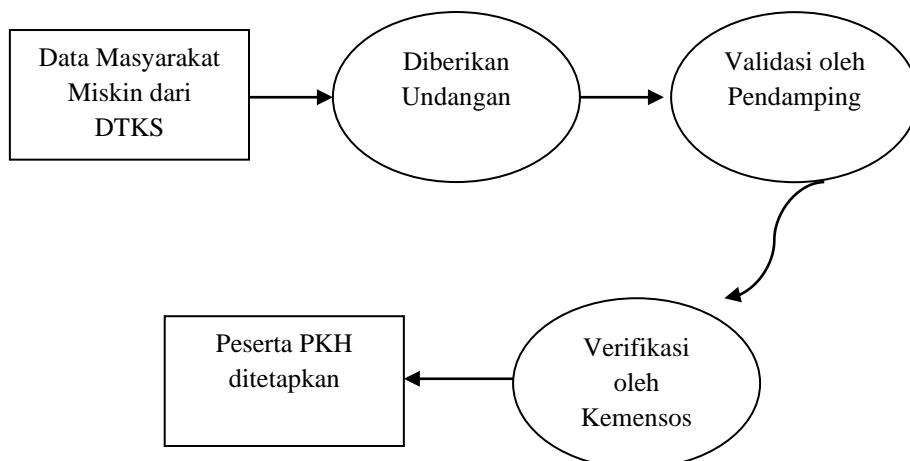 Data Masyarakat
Miskin dari
DTKS
Diberikan
Undangan
Validasi oleh
Pendamping
Verifikasi
oleh
Kemensos
Peserta PKH
ditetapkan